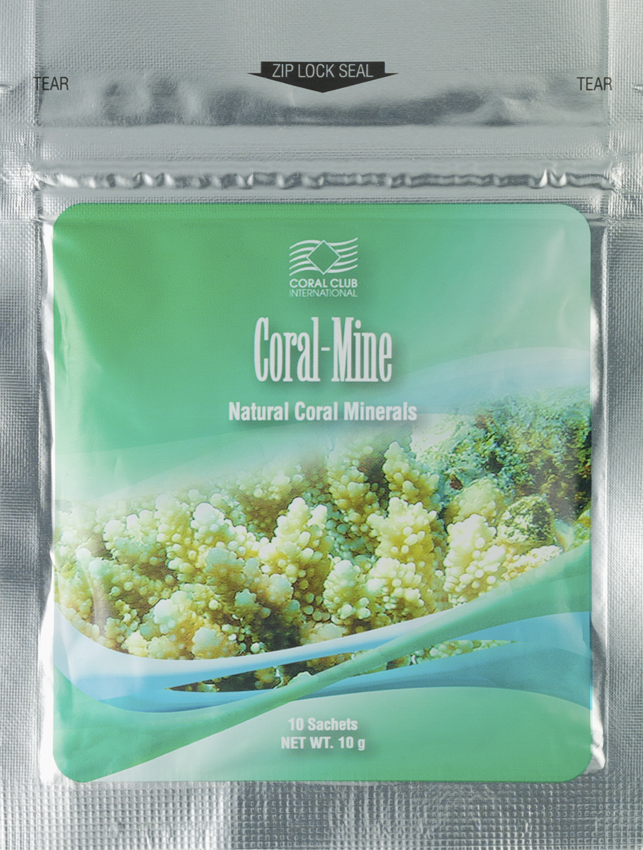 ZIP LOCK SEAL
TEAR
TEAR
CORAL CLUB
INTERNATIONAL
Coral-Mine
Natural Coral Minerals
10 Sachets
NET WT. 10 g